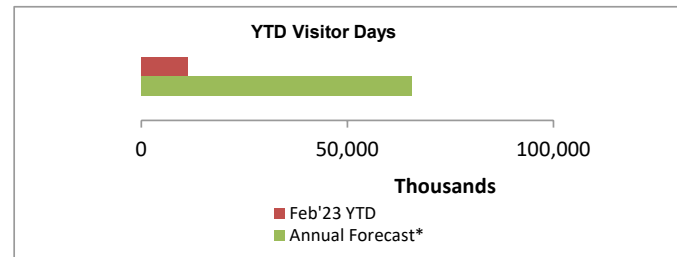 YTD Visitor Days
0 50,000 100,000
Thousands
Feb'23 YTD
Annual Forecast*